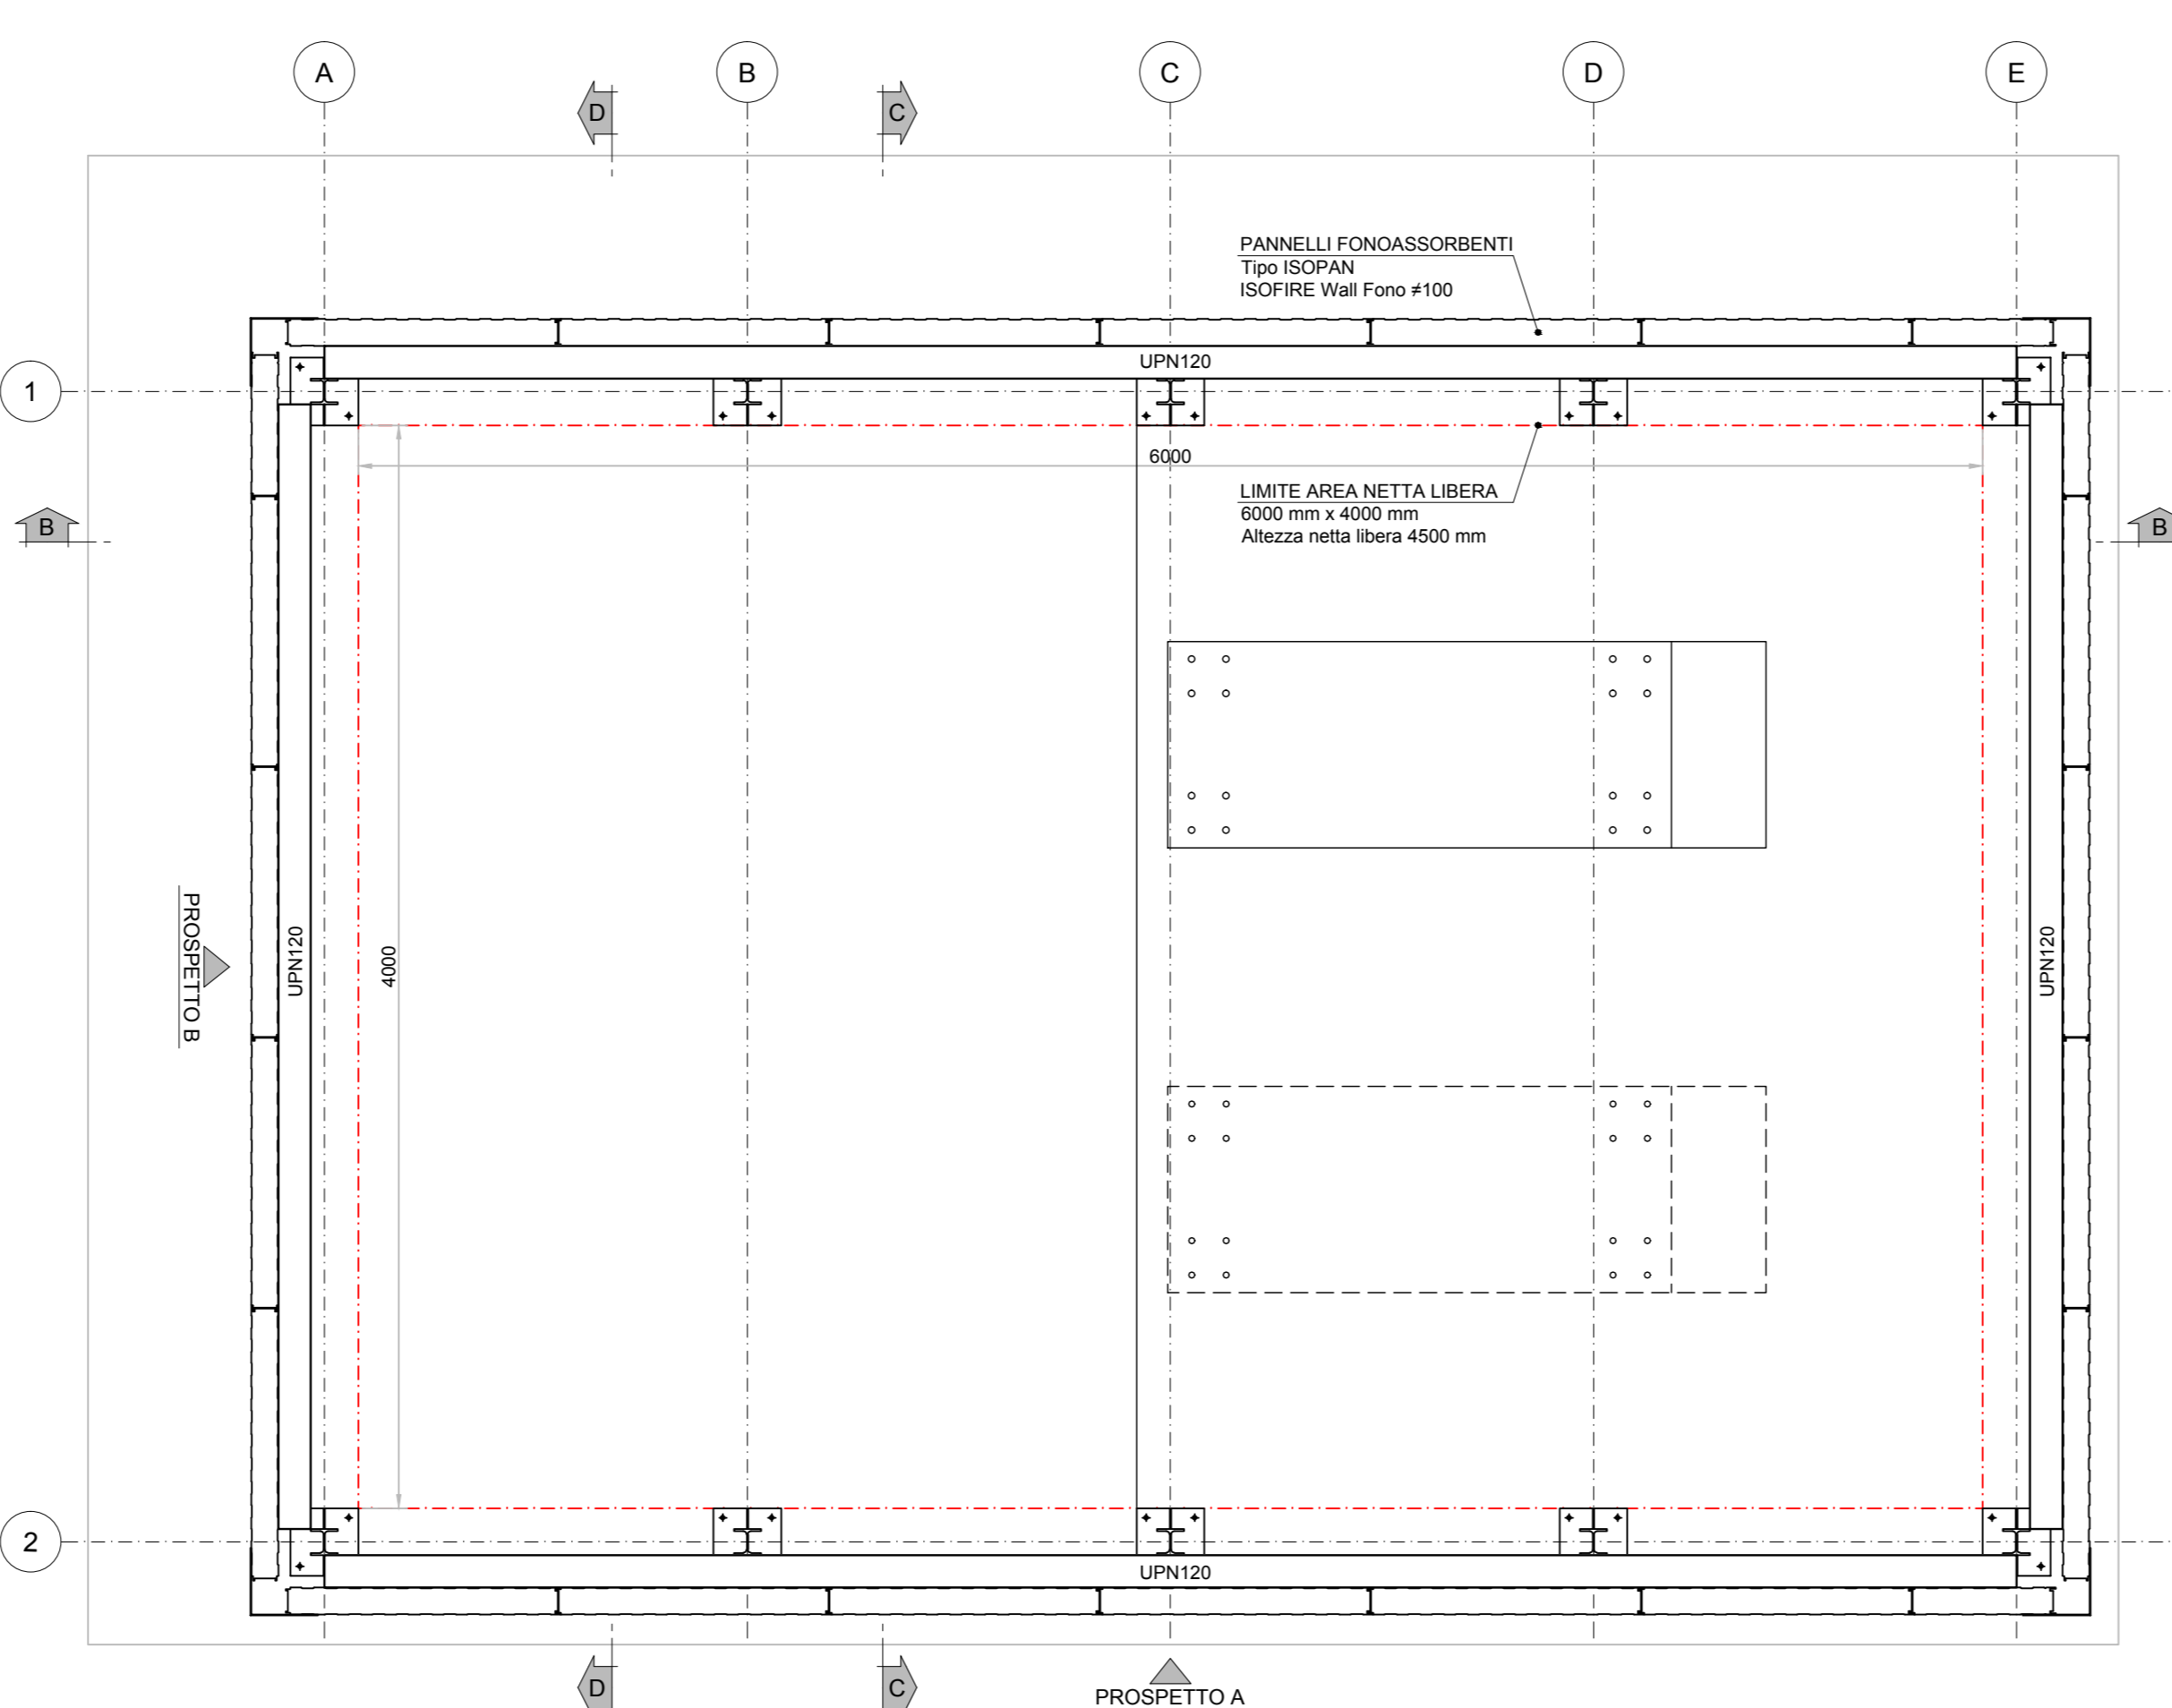 A
B
C
D
E
D
C
PANNELLI FONOASSORBENTI
Tipo ISOPAN
ISOFIRE Wall Fono ≠100
UPN120
1
6000
LIMITE AREA NETTA LIBERA
6000 mm x 4000 mm
Altezza netta libera 4500 mm
B
B
PROSPETTO B
UPN120
4000
UPN120
2
UPN120
D
C
PROSPETTO A